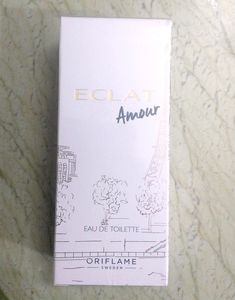 ECLAT
Amour
EAU DE TOILETTE
ORIFLAME
SWEDEN